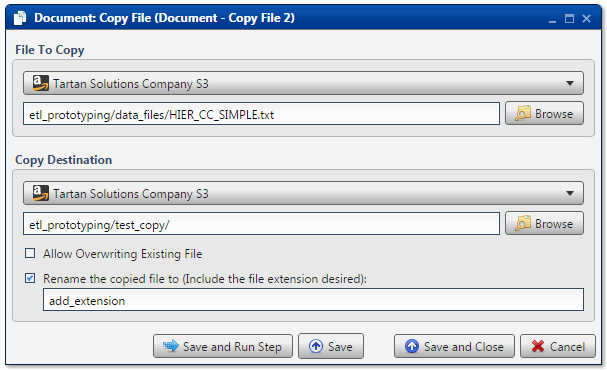 Document: Copy File (Document - Copy File 2)
File To Copy
Tartan Solutions Company S3
etl_prototyping/data_files/HIER_CC_SIMPLE.txt
Browse
Copy Destination
Tartan Solutions Company S3
etl_prototyping/test_copy/
Browse
Allow Overwriting Existing File
Rename the copied file to (Include the file extension desired):
add_extension
Save and Run Step Save Save and Close Cancel